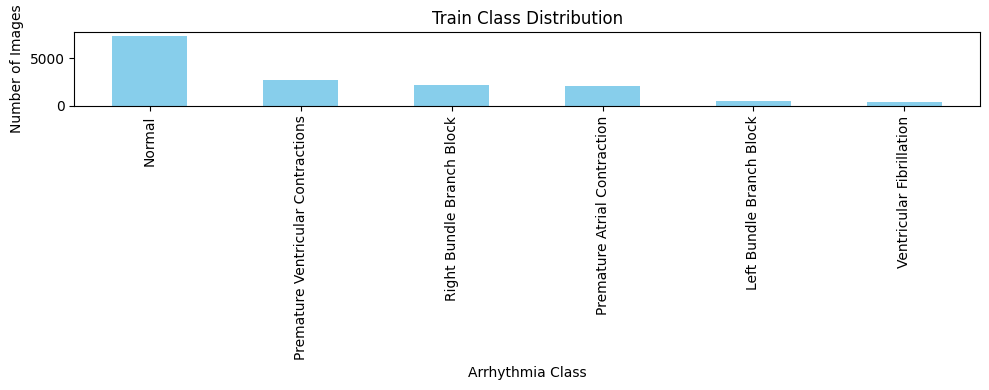 Train Class Distribution
Number of Images
5000
0
Normal
Premature Ventricular Contractions
Right Bundle Branch Block
Premature Atrial Contraction
Left Bundle Branch Block
Ventricular Fibrillation
Arrhythmia Class